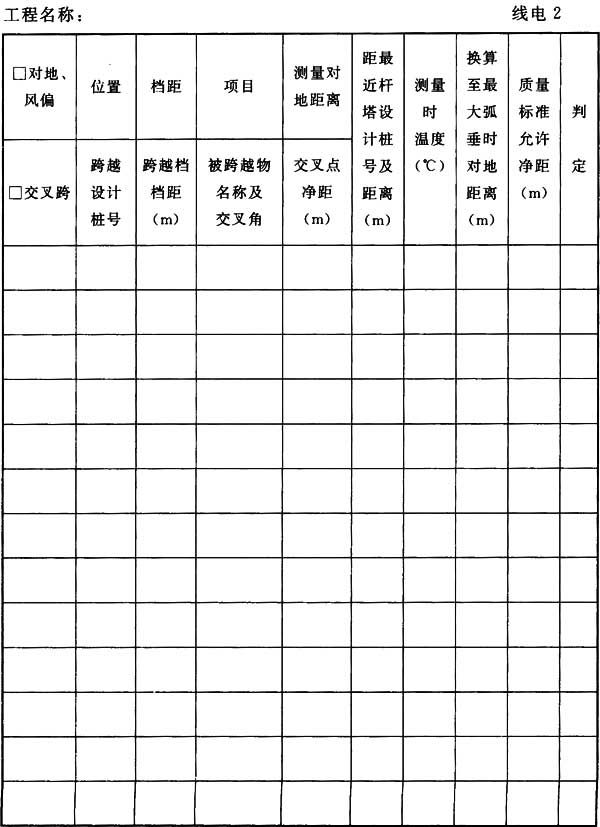 工程名称： 线电 2
□对地、
风偏
位置
档距
项目
测量对
地距离
距最
近杆
塔设
计桩
号及
距离
(m)
测量
时
温度
(℃)
换算
至最
大弧
垂时
对地
距离
(m)
质量
标准
允许
净距
(m)
判
定
□交叉跨
跨越
设计
桩号
跨越档
档距
(m)
被跨越物
名称及
交叉角
交叉点
净距
(m)